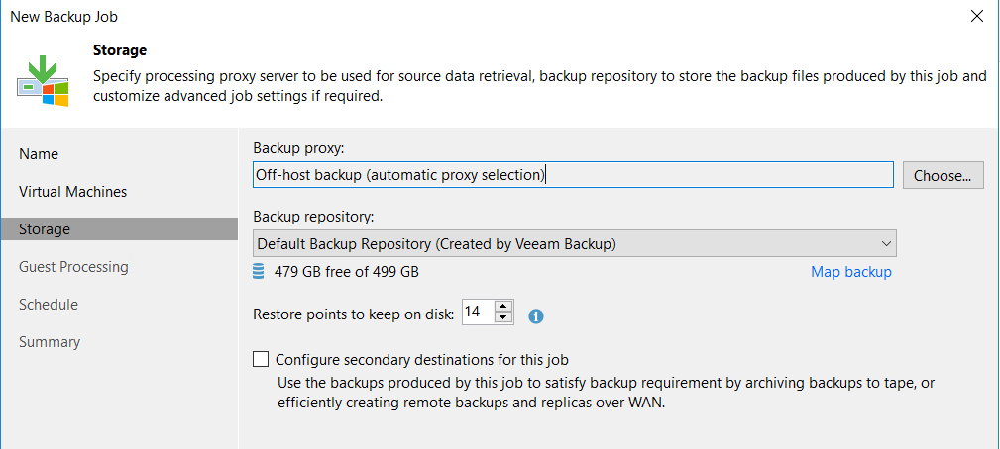 New Backup Job
Storage
Specify processing proxy server to be used for source data retrieval, backup repository to store the backup files produced by this job and
customize advanced job settings if required.
Name
Virtual Machines
Storage
Guest Processing
Schedule
Summary
Backup proxy:
Off-host backup (automatic proxy selection)
Choose...
Backup repository:
Default Backup Repository (Created by Veeam Backup)
479 GB free of 499 GB
Map backup
Restore points to keep on disk: 14
Configure secondary destinations for this job
Use the backups produced by this job to satisfy backup requirement by archiving backups to tape, or
efficiently creating remote backups and replicas over WAN.